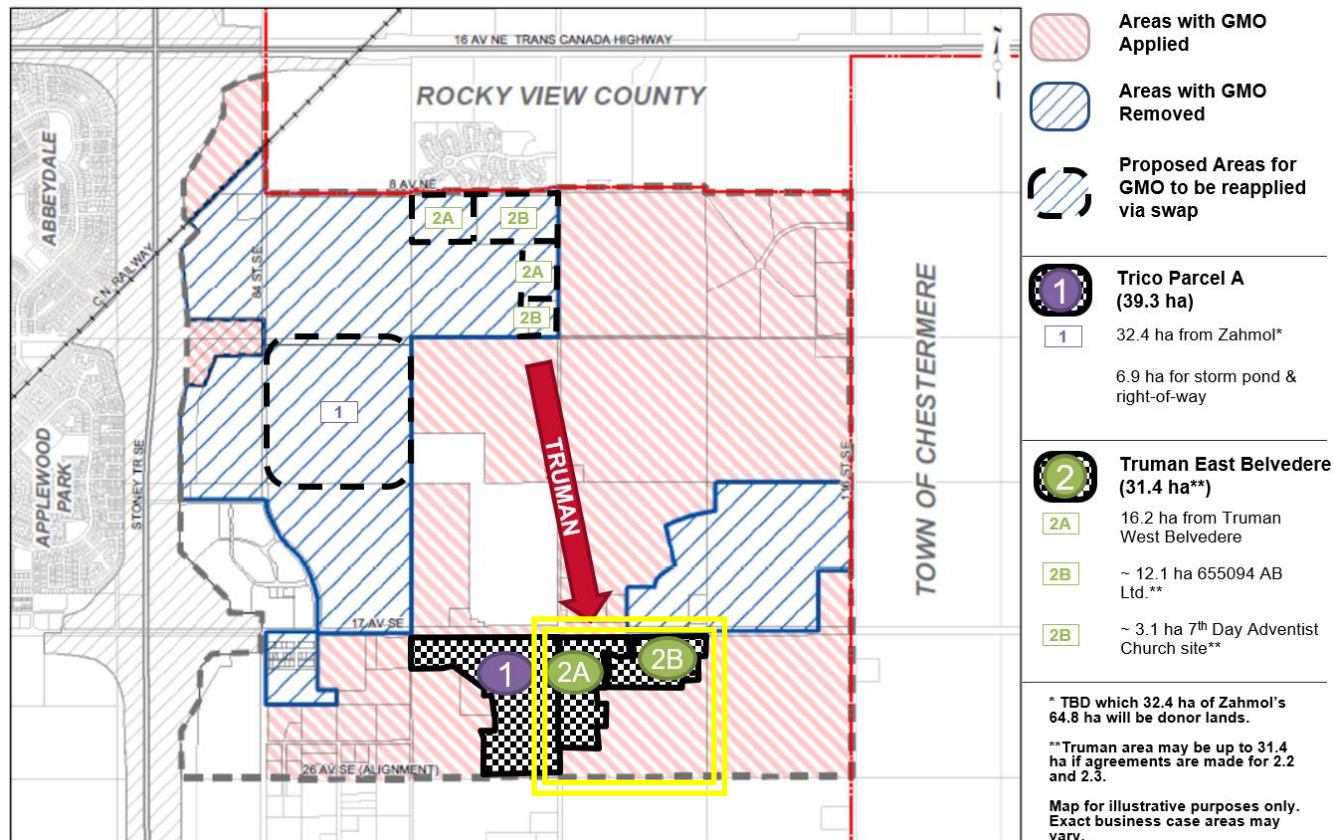 16 AV NE TRANS CANADA HIGHWAY
ROCKY VIEW COUNTY
ABBEYDALE
8 AV NE
2A
2B
2A
2B
84 ST SE
C.N. RAILWAY
1
APPLEWOOD
PARK
STONEY TR SE
TRUMAN
116 ST SE
TOWN OF CHESTERMERE
17 AV SE
1
2A
2B
26 AV SE (ALIGNMENT)
Areas with GMO
Applied
Areas with GMO
Removed
Proposed Areas for
GMO to be reapplied
via swap
1
Trico Parcel A
(39.3 ha)
1
32.4 ha from Zahmol*
6.9 ha for storm pond &
right-of-way
2
Truman East Belvedere
(31.4 ha**)
2A
16.2 ha from Truman
West Belvedere
2B
~ 12.1 ha 655094 AB
Ltd.**
2B
~ 3.1 ha 7th Day Adventist
Church site**
* TBD which 32.4 ha of Zahmol's
64.8 ha will be donor lands.
**Truman area may be up to 31.4
ha if agreements are made for 2.2
and 2.3.
Map for illustrative purposes only.
Exact business case areas may
vary.